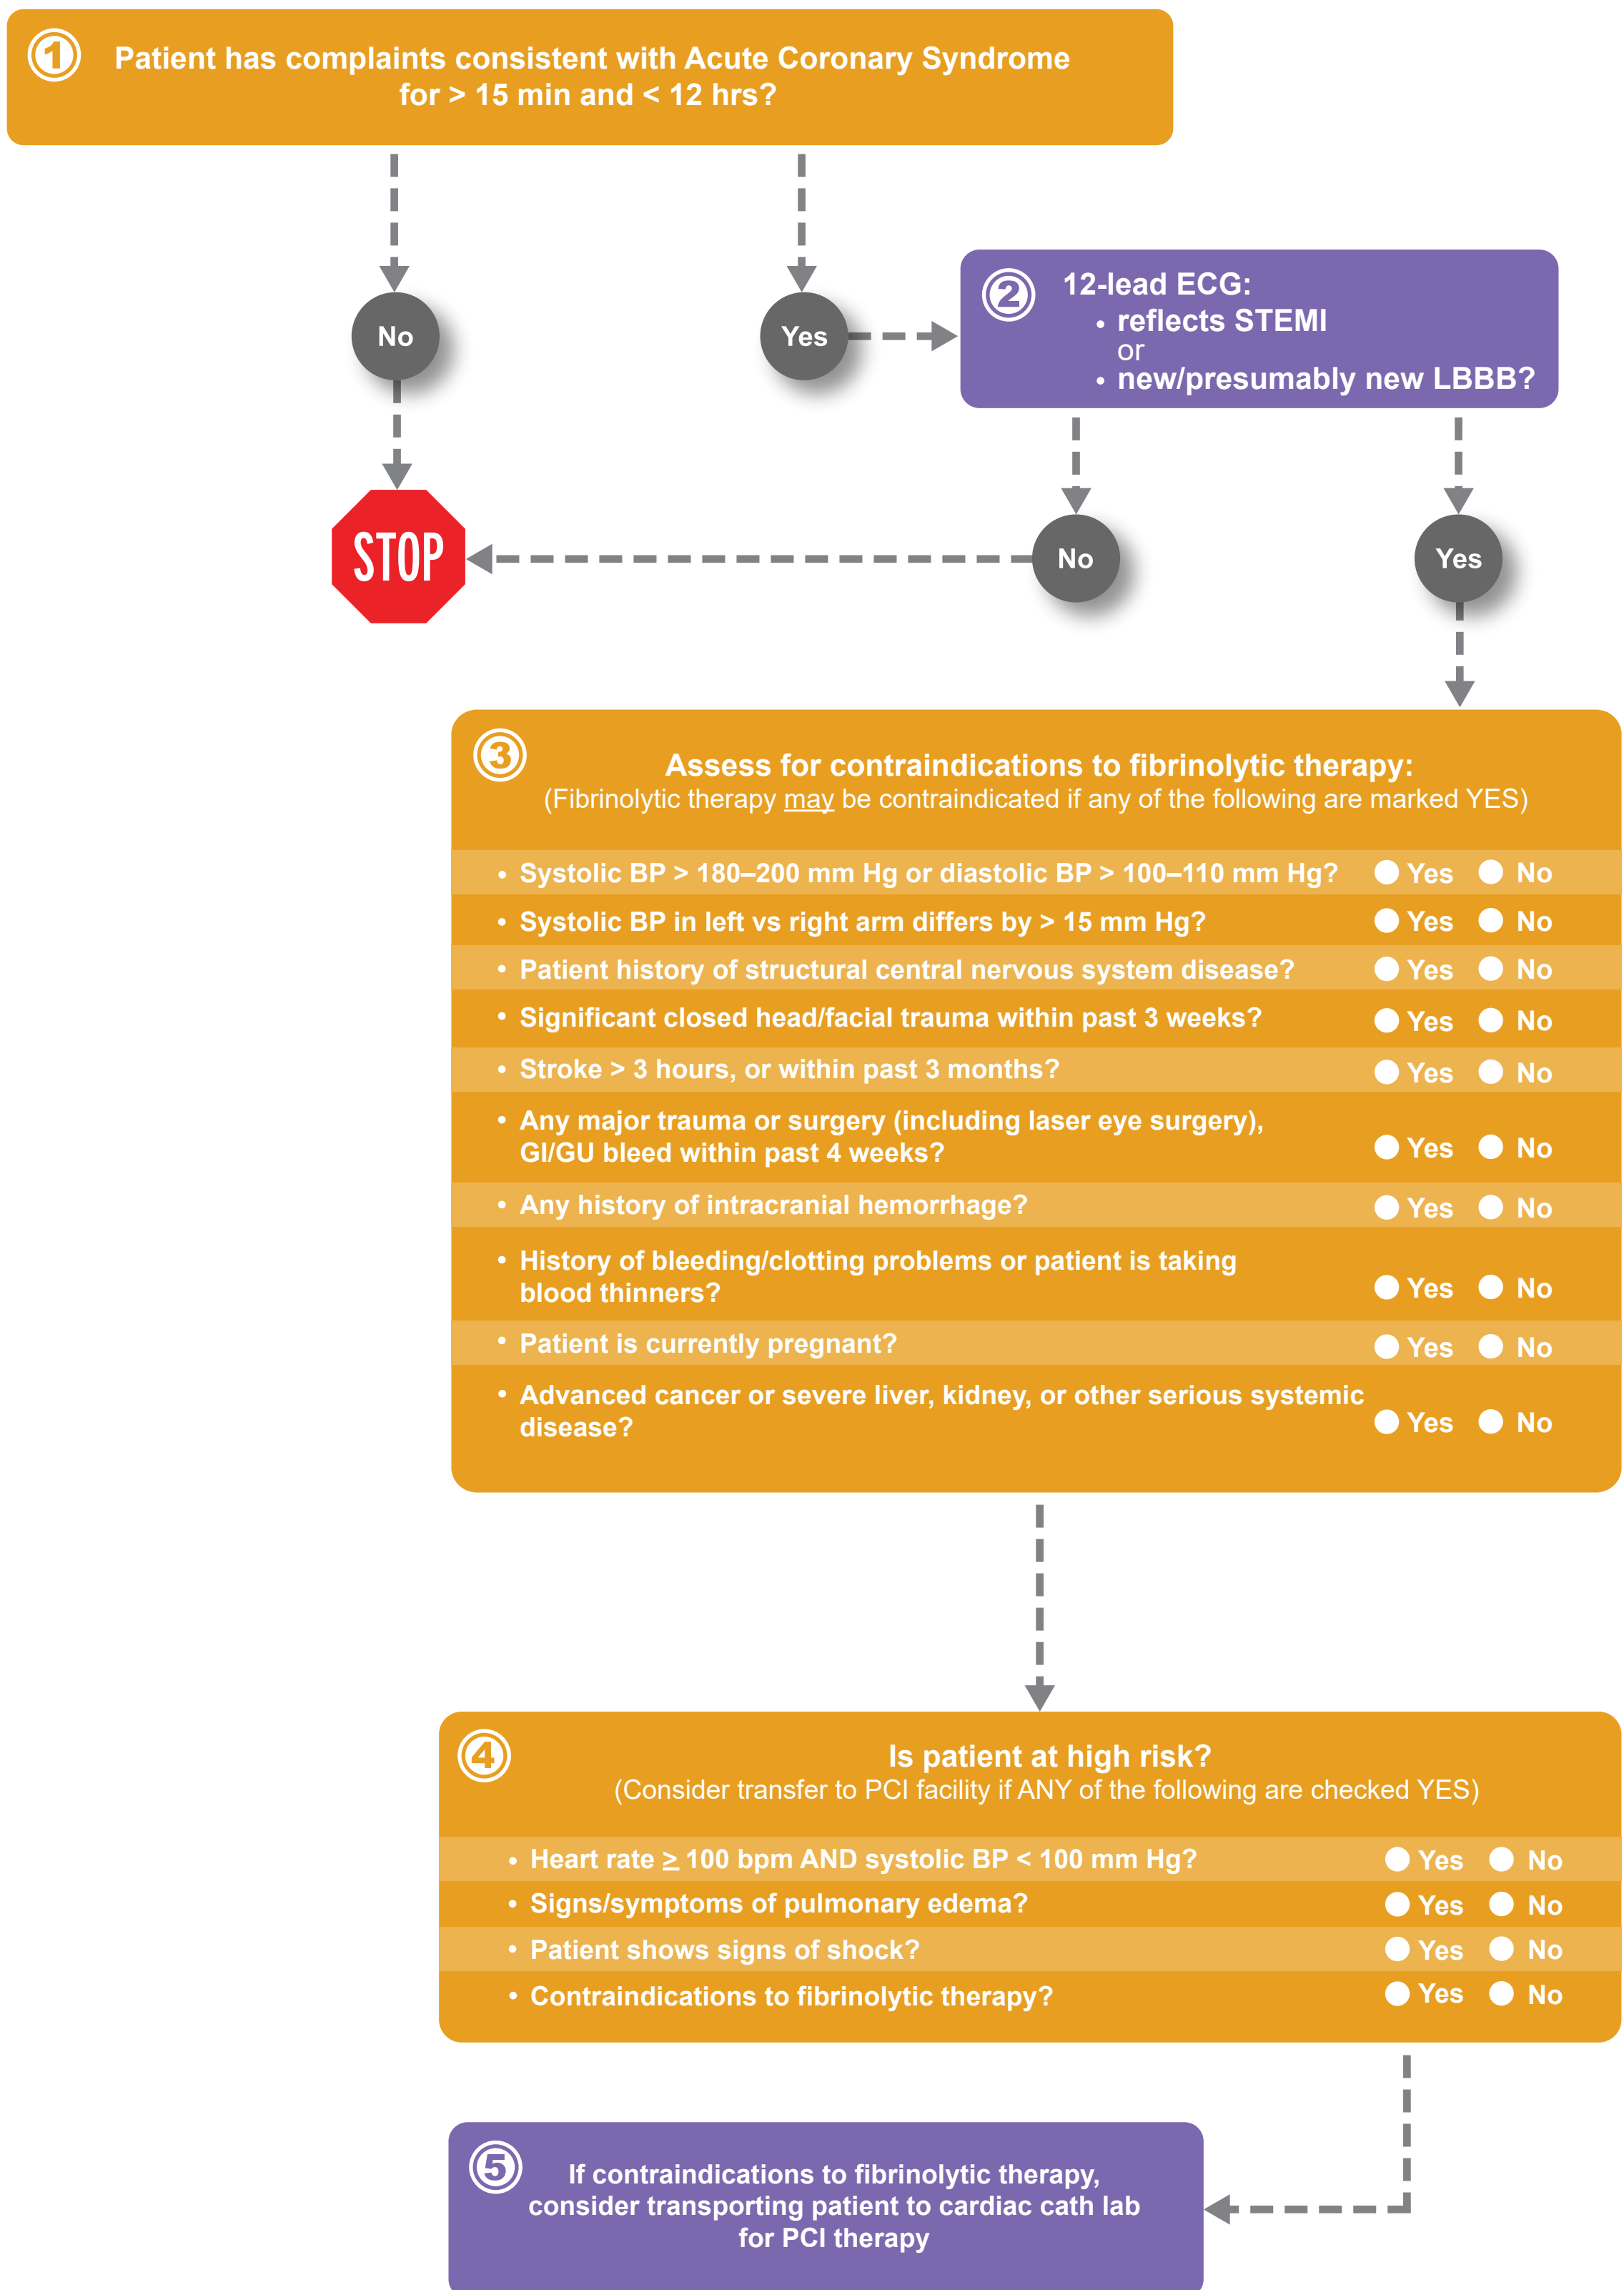 1
Patient has complaints consistent with Acute Coronary Syndrome
for > 15 min and < 12 hrs?
No
Yes
2
12-lead ECG:
• reflects STEMI
or
• new/presumably new LBBB?
STOP
No
Yes
3
Assess for contraindications to fibrinolytic therapy:
(Fibrinolytic therapy may be contraindicated if any of the following are marked YES)
• Systolic BP > 180–200 mm Hg or diastolic BP > 100–110 mm Hg? Yes No
• Systolic BP in left vs right arm differs by > 15 mm Hg? Yes No
• Patient history of structural central nervous system disease? Yes No
• Significant closed head/facial trauma within past 3 weeks? Yes No
• Stroke > 3 hours, or within past 3 months? Yes No
• Any major trauma or surgery (including laser eye surgery),
GI/GU bleed within past 4 weeks? Yes No
• Any history of intracranial hemorrhage? Yes No
• History of bleeding/clotting problems or patient is taking
blood thinners? Yes No
• Patient is currently pregnant? Yes No
• Advanced cancer or severe liver, kidney, or other serious systemic
disease? Yes No
4
Is patient at high risk?
(Consider transfer to PCI facility if ANY of the following are checked YES)
• Heart rate ≥ 100 bpm AND systolic BP < 100 mm Hg? Yes No
• Signs/symptoms of pulmonary edema? Yes No
• Patient shows signs of shock? Yes No
• Contraindications to fibrinolytic therapy? Yes No
5
If contraindications to fibrinolytic therapy,
consider transporting patient to cardiac cath lab
for PCI therapy